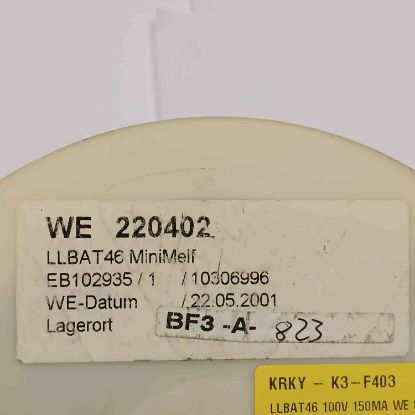 WE 220402
LLBAT46 MiniMelf
EB102935 / 1 / 10306996
WE-Datum / 22.05.2001
Lagerort BF3 -A- 823
KRKY - K3-F403
LLBAT46 100V 150MA WE